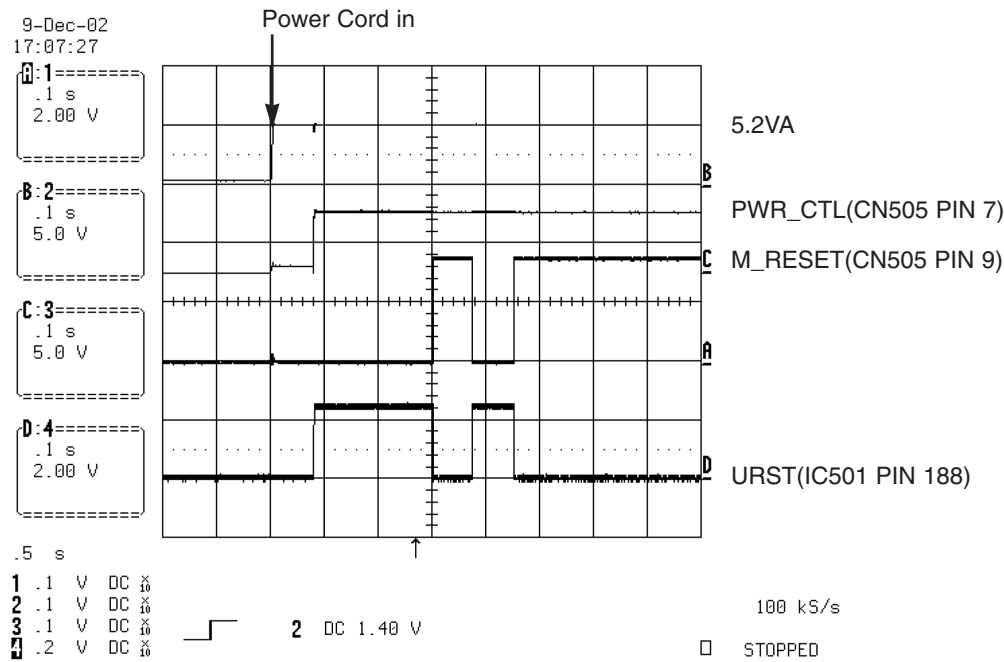 Power Cord in
9-Dec-02
17:07:27
A:1
.1 s
2.00 V
B:2
.1 s
5.0 V
C:3
.1 s
5.0 V
D:4
.1 s
2.00 V
B
C
A
D
5.2VA
PWR_CTL(CN505 PIN 7)
M_RESET(CN505 PIN 9)
URST(IC501 PIN 188)
.5 s
1 .1 V DC X10
2 .1 V DC X10
3 .1 V DC X10
4 .2 V DC X10
2 DC 1.40 V
100 kS/s
STOPPED